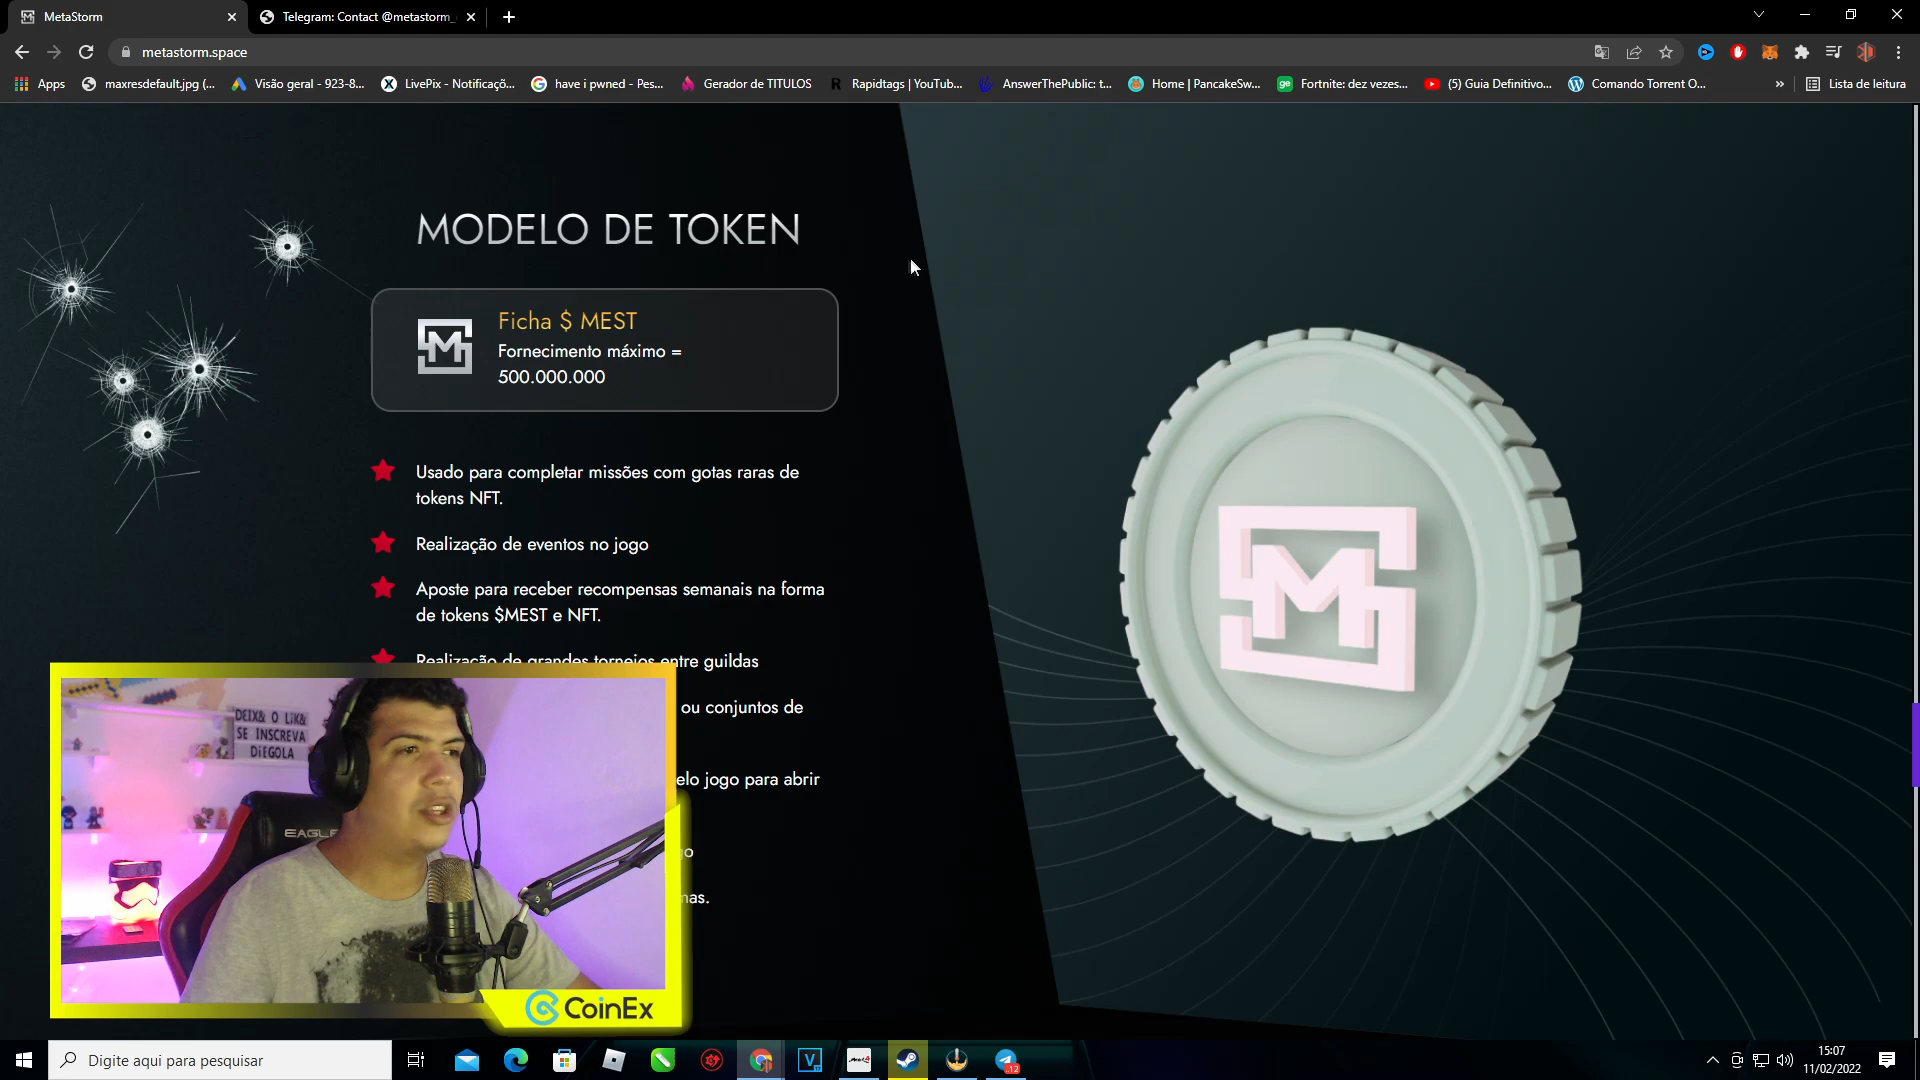 MetaStorm
Telegram: Contact @metastorm_
metastorm.space
Apps
maxresdefault.jpg (...
Visão geral - 923-8...
LivePix - Notificaçõ...
have i pwned - Pes...
Gerador de TITULOS
Rapidtags | YouTub...
AnswerThePublic: t...
Home | PancakeSw...
Fortnite: dez vezes...
(5) Guia Definitivo...
Comando Torrent O...
»
Lista de leitura
MODELO DE TOKEN
Ficha $ MEST
Fornecimento máximo =
500.000.000
Usado para completar missões com gotas raras de
tokens NFT.
Realização de eventos no jogo
Aposte para receber recompensas semanais na forma
de tokens $MEST e NFT.
Realização de grandes torneios entre guildas
ou conjuntos de
elo jogo para abrir
DEIX& O LiK&
SE INSCREVA
DiEGOLA
EAGLE
CoinEx
Digite aqui para pesquisar
12
15:07
11/02/2022